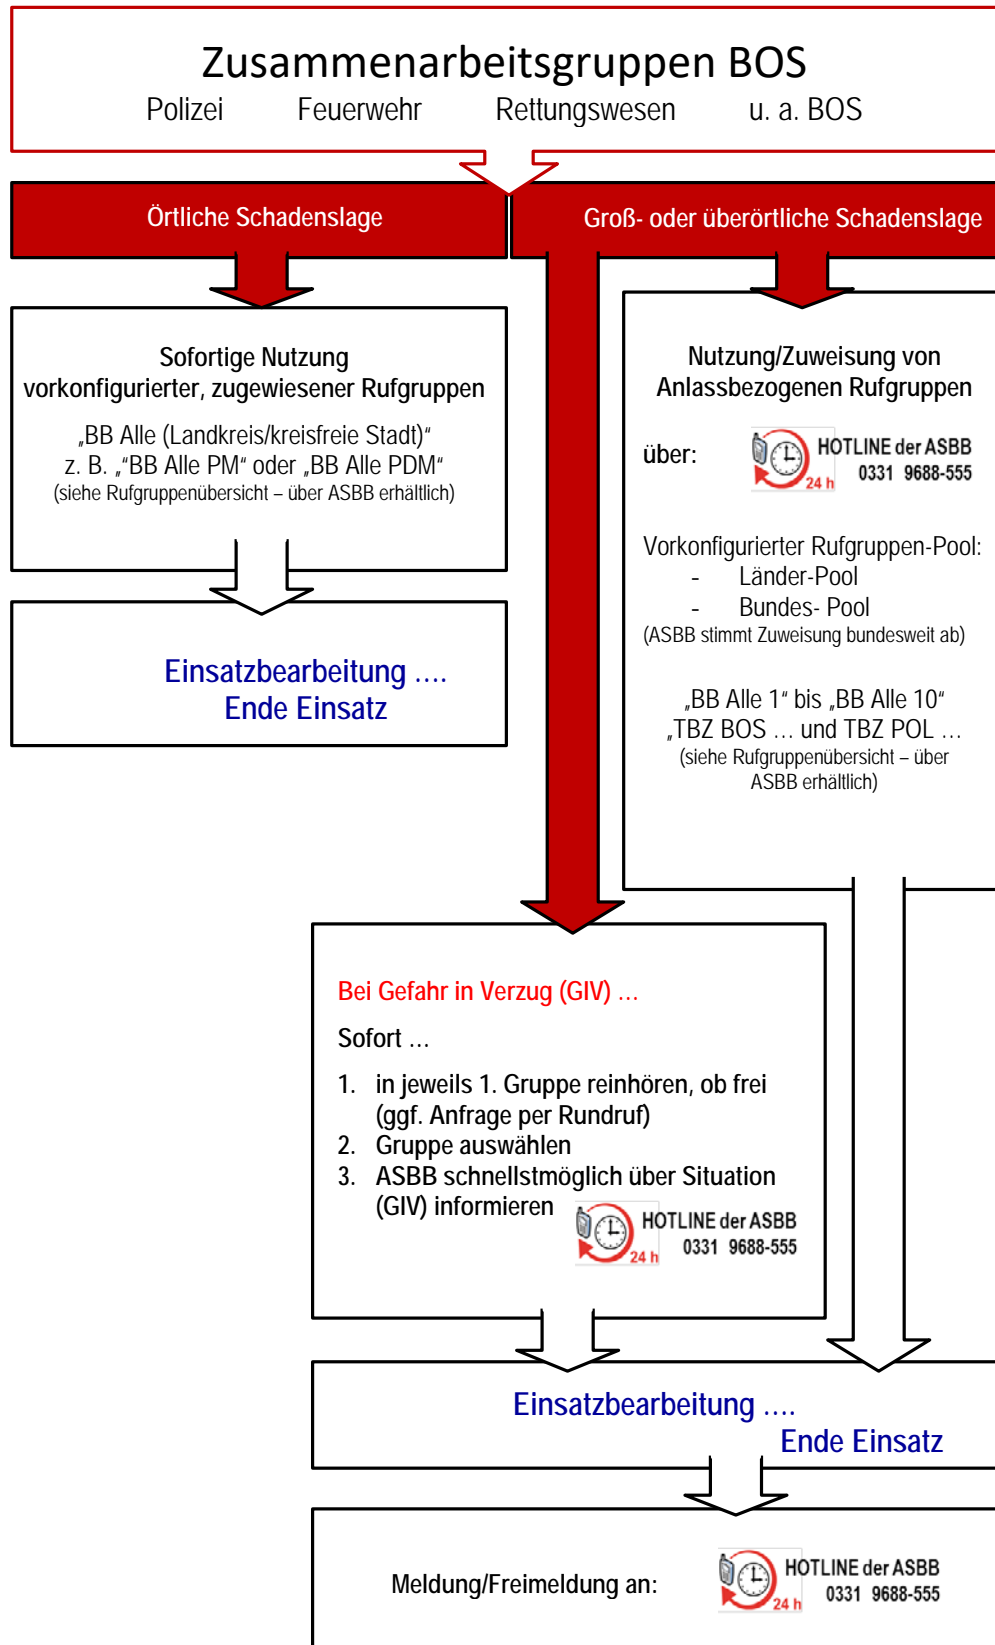 Zusammenarbeitsgruppen BOS
Polizei Feuerwehr Rettungswesen u. a. BOS
Örtliche Schadenslage
Groß- oder überörtliche Schadenslage
Sofortige Nutzung
vorkonfigurierter, zugewiesener Rufgruppen
„BB Alle (Landkreis/kreisfreie Stadt)“
z. B. „“BB Alle PM“ oder „BB Alle PDM“
(siehe Rufgruppenübersicht – über ASBB erhältlich)
Einsatzbearbeitung ….
Ende Einsatz
Nutzung/Zuweisung von
Anlassbezogenen Rufgruppen
über:
24 h
HOTLINE der ASBB
0331 9688-555
Vorkonfigurierter Rufgruppen-Pool:
- Länder-Pool
- Bundes- Pool
(ASBB stimmt Zuweisung bundesweit ab)
„BB Alle 1“ bis „BB Alle 10“
„TBZ BOS … und TBZ POL …
(siehe Rufgruppenübersicht – über
ASBB erhältlich)
Bei Gefahr in Verzug (GIV) …
Sofort …
1. in jeweils 1. Gruppe reinhören, ob frei
(ggf. Anfrage per Rundruf)
2. Gruppe auswählen
3. ASBB schnellstmöglich über Situation
(GIV) informieren
24 h
HOTLINE der ASBB
0331 9688-555
Einsatzbearbeitung ….
Ende Einsatz
Meldung/Freimeldung an:
24 h
HOTLINE der ASBB
0331 9688-555